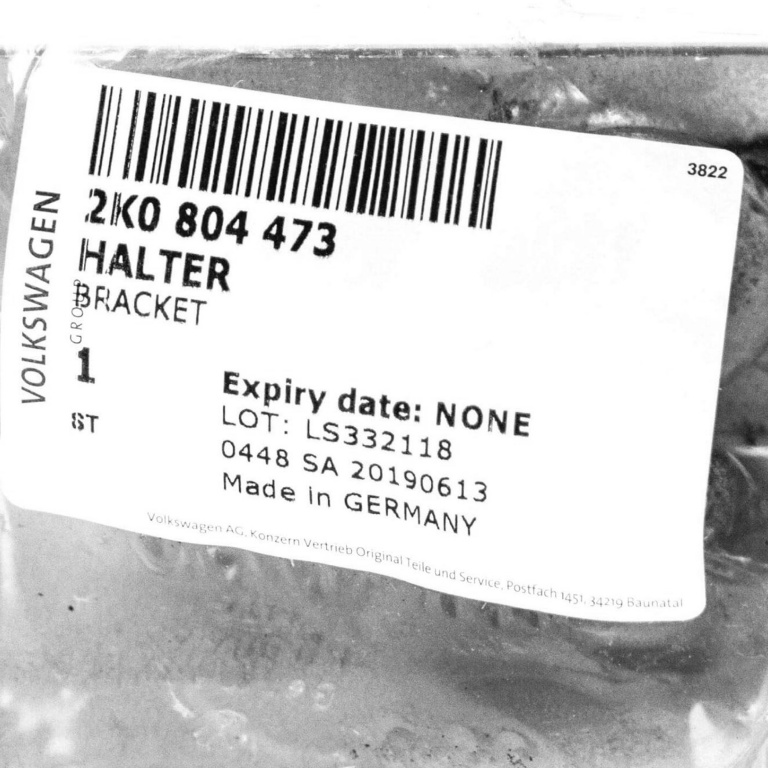 3822
2K0 804 473
HALTER
BRACKET
VOLKSWAGEN
GROUP
1
ST
Expiry date: NONE
LOT: LS332118
0448 SA 20190613
Made in GERMANY
Volkswagen AG, Konzern Vertrieb Original Teile und Service, Postfach 1451, 34219 Baunatal